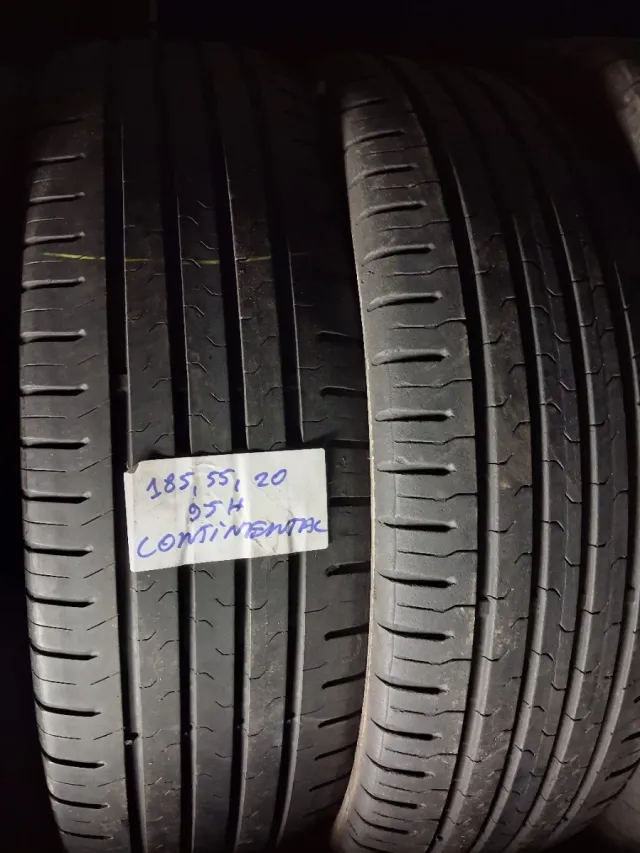 185, 55, 20
95H
CONTINENTAL